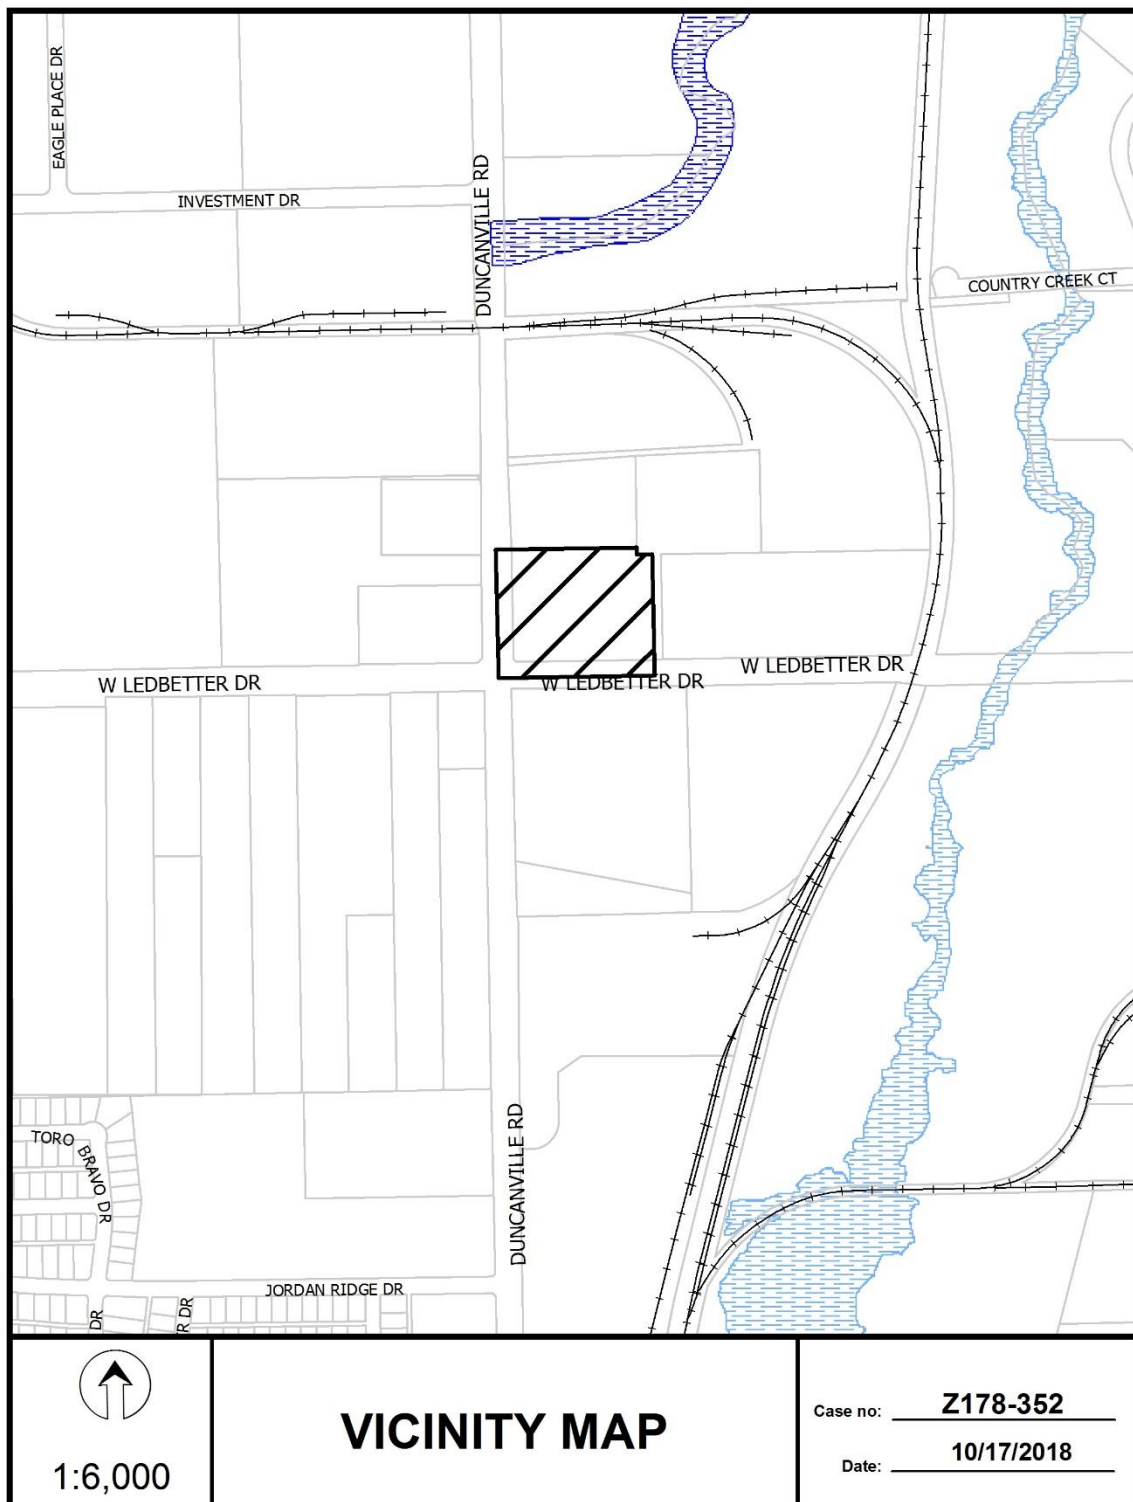 EAGLE PLACE DR
INVESTMENT DR
DUNCANVILLE RD
COUNTRY CREEK CT
W LEDBETTER DR
W LEDBETTER DR
W LEDBETTER DR
TORO
BRAVO DR
DUNCANVILLE RD
JORDAN RIDGE DR
DR
DR
1:6,000
VICINITY MAP
Case no: Z178-352
Date: 10/17/2018